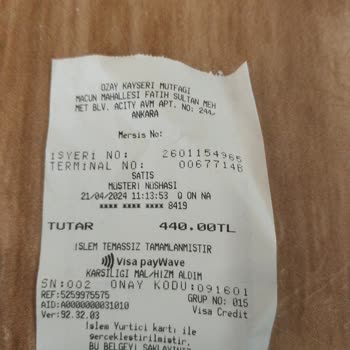 OZAY KAYSERI MUTFAGI
MACUN MAHALLESI FATIH SULTAN MEH
MET BLV. ACITY AVM APT. NO: 244
ANKARA
Mersis No:
ISYERI NO: 2601154965
TERMINAL NO: 0067714B
SATIS
MUSTERI NUSHASI
21/04/2024 11:13:53 Q ON NA
**** **** **** 8419
TUTAR 440.00TL
ISLEM TEMASSIZ TAMAMLANMISTIR
Visa payWave
KARSILIGI MAL/HIZM ALDIM
SN:002 ONAY KODU:091601
REF:5259975575 GRUP NO: 015
AID:A0000000031010 Visa Credit
Ver:92.32.03
Islem Yurtici karti ile
gerceklestirilmistir.
BU BELGEYI SAKLAYINIZ